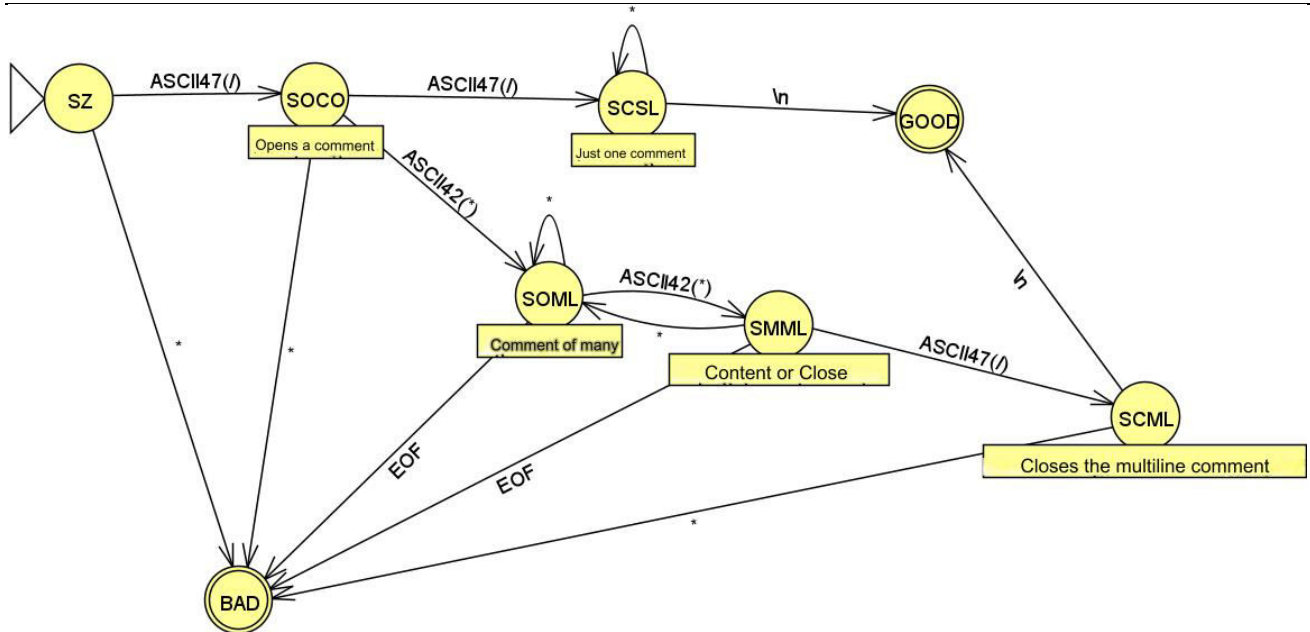 *
ASCII47(/)
ASCII47(/)
\n
SZ
SOCO
SCSL
GOOD
Opens a comment
Just one comment
ASCII42(*)
*
ASCII42(*)
\n
SOML
SMML
*
*
*
Comment of many
Content or Close
ASCII47(/)
SCML
EOF
EOF
Closes the multiline comment
*
BAD